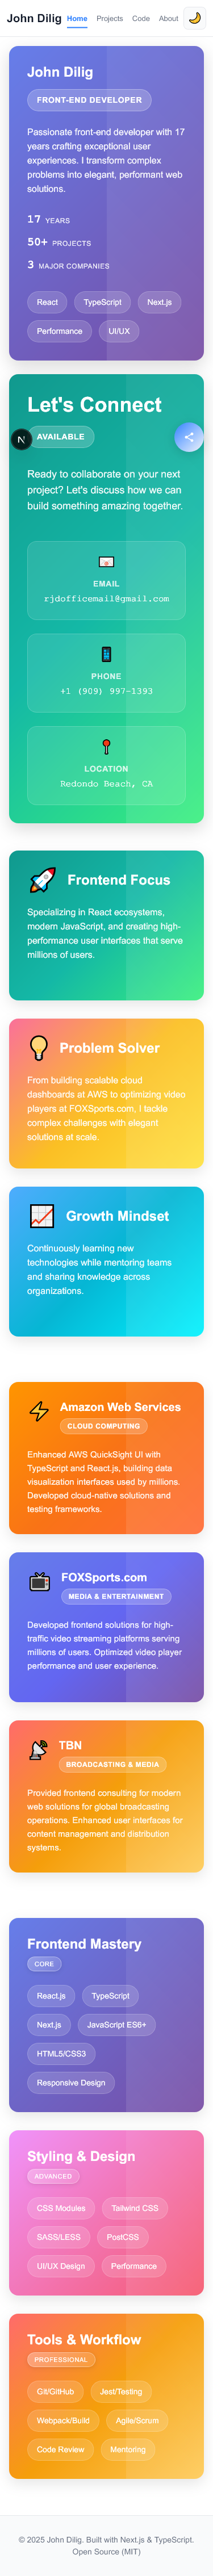 John Dilig Home Projects Code About
John Dilig
FRONT-END DEVELOPER
Passionate front-end developer with 17
years crafting exceptional user
experiences. I transform complex
problems into elegant, performant web
solutions.
17 YEARS
50+ PROJECTS
3 MAJOR COMPANIES
React TypeScript Next.js
Performance UI/UX
Let's Connect
AVAILABLE
N
Ready to collaborate on your next
project? Let's discuss how we can
build something amazing together.
EMAIL
rjdofficemail@gmail.com
PHONE
+1 (909) 997-1393
LOCATION
Redondo Beach, CA
Frontend Focus
Specializing in React ecosystems,
modern JavaScript, and creating high-
performance user interfaces that serve
millions of users.
Problem Solver
From building scalable cloud
dashboards at AWS to optimizing video
players at FOXSports.com, I tackle
complex challenges with elegant
solutions at scale.
Growth Mindset
Continuously learning new
technologies while mentoring teams
and sharing knowledge across
organizations.
Amazon Web Services
CLOUD COMPUTING
Enhanced AWS QuickSight UI with
TypeScript and React.js, building data
visualization interfaces used by millions.
Developed cloud-native solutions and
testing frameworks.
FOXSports.com
MEDIA & ENTERTAINMENT
Developed frontend solutions for high-
traffic video streaming platforms serving
millions of users. Optimized video player
performance and user experience.
TBN
BROADCASTING & MEDIA
Provided frontend consulting for modern
web solutions for global broadcasting
operations. Enhanced user interfaces for
content management and distribution
systems.
Frontend Mastery
CORE
React.js TypeScript
Next.js JavaScript ES6+
HTML5/CSS3
Responsive Design
Styling & Design
ADVANCED
CSS Modules Tailwind CSS
SASS/LESS PostCSS
UI/UX Design Performance
Tools & Workflow
PROFESSIONAL
Git/GitHub Jest/Testing
Webpack/Build Agile/Scrum
Code Review Mentoring
© 2025 John Dilig. Built with Next.js & TypeScript.
Open Source (MIT)